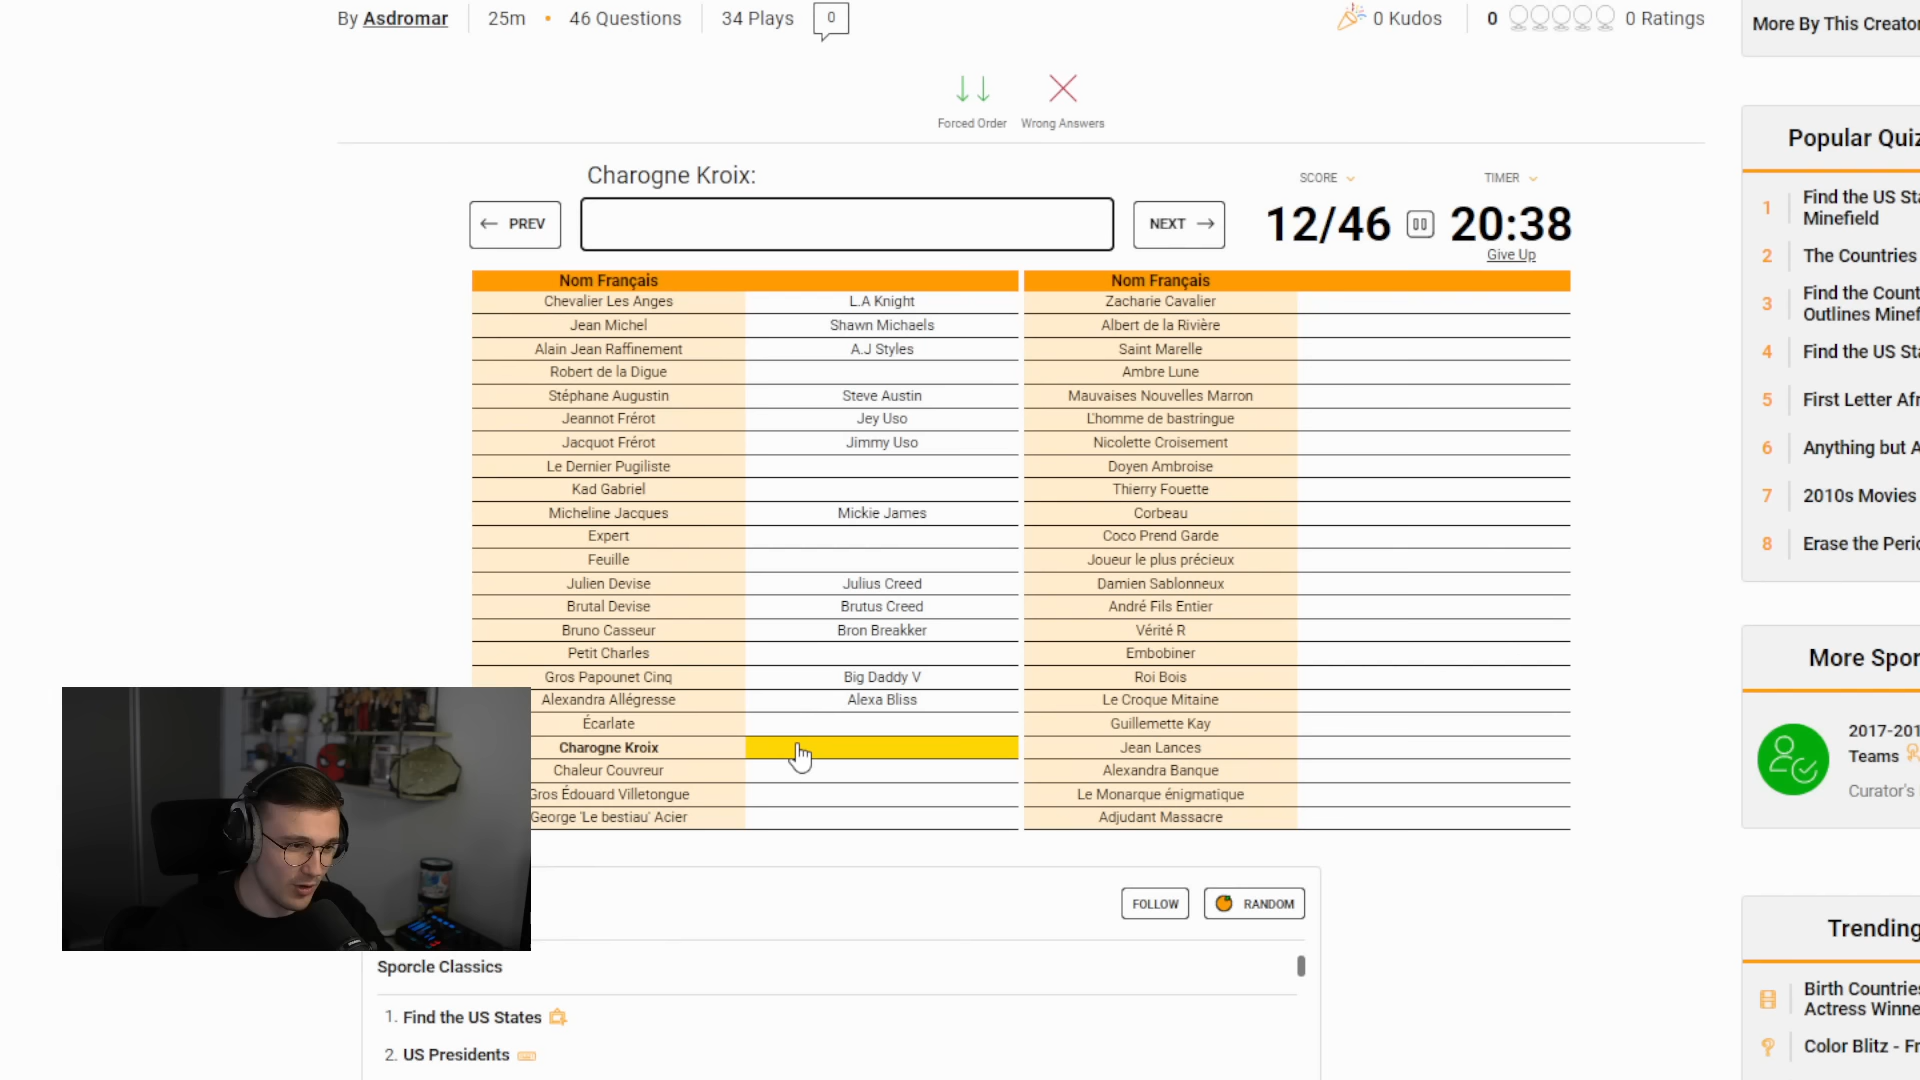 By Asdromar
25m • 46 Questions
34 Plays
0
0 Kudos
0
0 Ratings
More By This Creator
Forced Order
Wrong Answers
Charogne Kroix:
← PREV
NEXT →
SCORE
12/46
TIMER
20:38
Give Up
Nom Français
Chevalier Les Anges L.A Knight
Jean Michel Shawn Michaels
Alain Jean Raffinement A.J Styles
Robert de la Digue
Stéphane Augustin Steve Austin
Jeannot Frérot Jey Uso
Jacquot Frérot Jimmy Uso
Le Dernier Pugiliste
Kad Gabriel
Micheline Jacques Mickie James
Expert
Feuille
Julien Devise Julius Creed
Brutal Devise Brutus Creed
Bruno Casseur Bron Breakker
Petit Charles
Gros Papounet Cinq Big Daddy V
Alexandra Allégresse Alexa Bliss
Écarlate
Charogne Kroix
Chaleur Couvreur
Gros Édouard Villetongue
George 'Le bestiau' Acier
Nom Français
Zacharie Cavalier
Albert de la Rivière
Saint Marelle
Ambre Lune
Mauvaises Nouvelles Marron
L'homme de bastringue
Nicolette Croisement
Doyen Ambroise
Thierry Fouette
Corbeau
Coco Prend Garde
Joueur le plus précieux
Damien Sablonneux
André Fils Entier
Vérité R
Embobiner
Roi Bois
Le Croque Mitaine
Guillemette Kay
Jean Lances
Alexandra Banque
Le Monarque énigmatique
Adjudant Massacre
FOLLOW
RANDOM
Sporcle Classics
1. Find the US States
2. US Presidents
Popular Quiz
1 Find the US Sta
Minefield
2 The Countries
3 Find the Count
Outlines Minef
4 Find the US Sta
5 First Letter Afr
6 Anything but A
7 2010s Movies
8 Erase the Perio
More Spor
2017-201
Teams
Curator's
Trending
Birth Countries
Actress Winne
Color Blitz - Fr